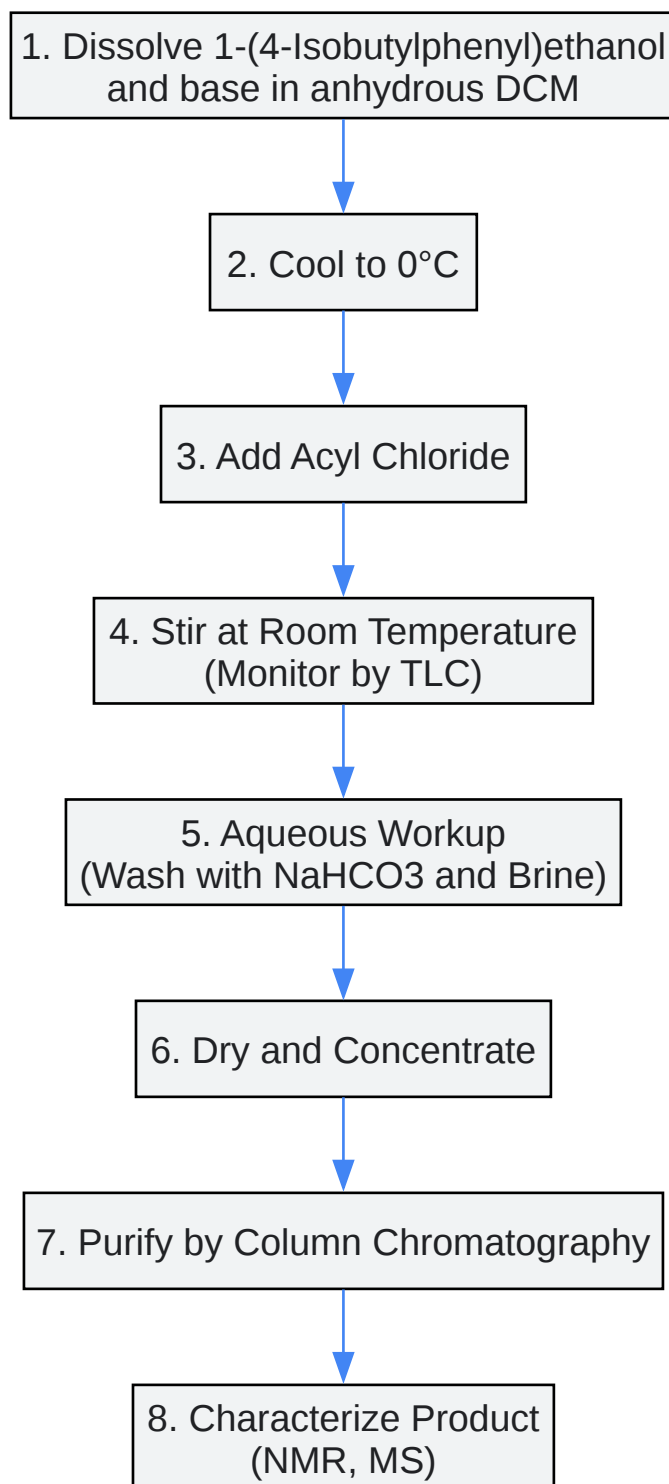 1. Dissolve 1-(4-Isobutylphenyl)ethanol
and base in anhydrous DCM
2. Cool to 0°C
3. Add Acyl Chloride
4. Stir at Room Temperature
(Monitor by TLC)
5. Aqueous Workup
(Wash with NaHCO3 and Brine)
6. Dry and Concentrate
7. Purify by Column Chromatography
8. Characterize Product
(NMR, MS)